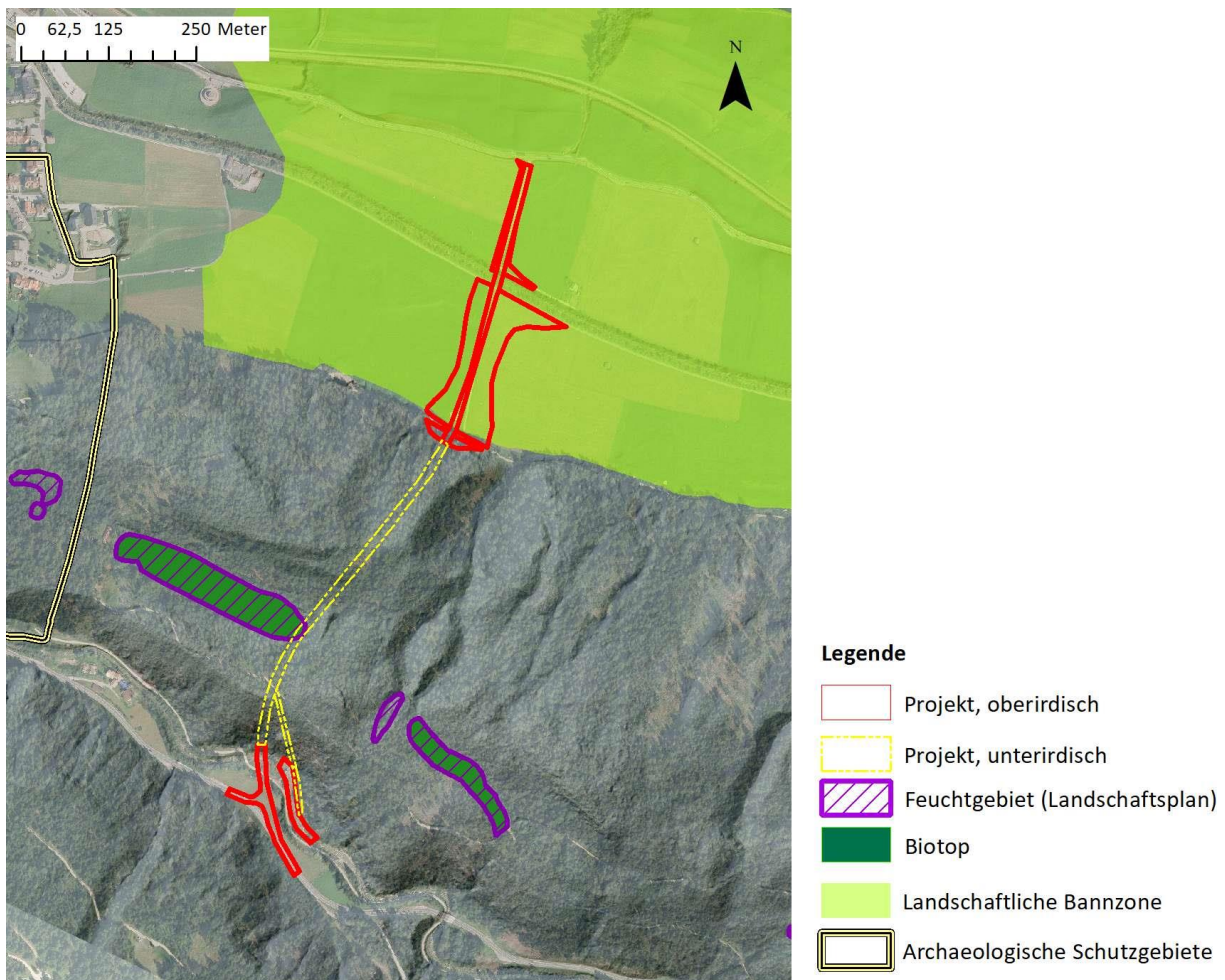 0 62,5 125 250 Meter
N
Legende
Projekt, oberirdisch
Projekt, unterirdisch
Feuchtgebiet (Landschaftsplan)
Biotop
Landschaftliche Bannzone
Archaeologische Schutzgebiete